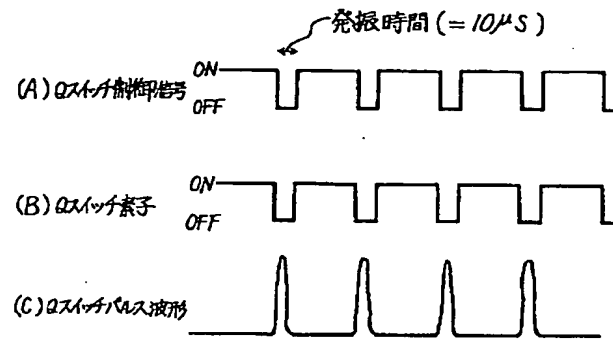 発振時間(=10μS)
(A)Qスイッチ制御信号
ON
OFF
(B)Qスイッチ素子
ON
OFF
(C)Qスイッチパルス波形